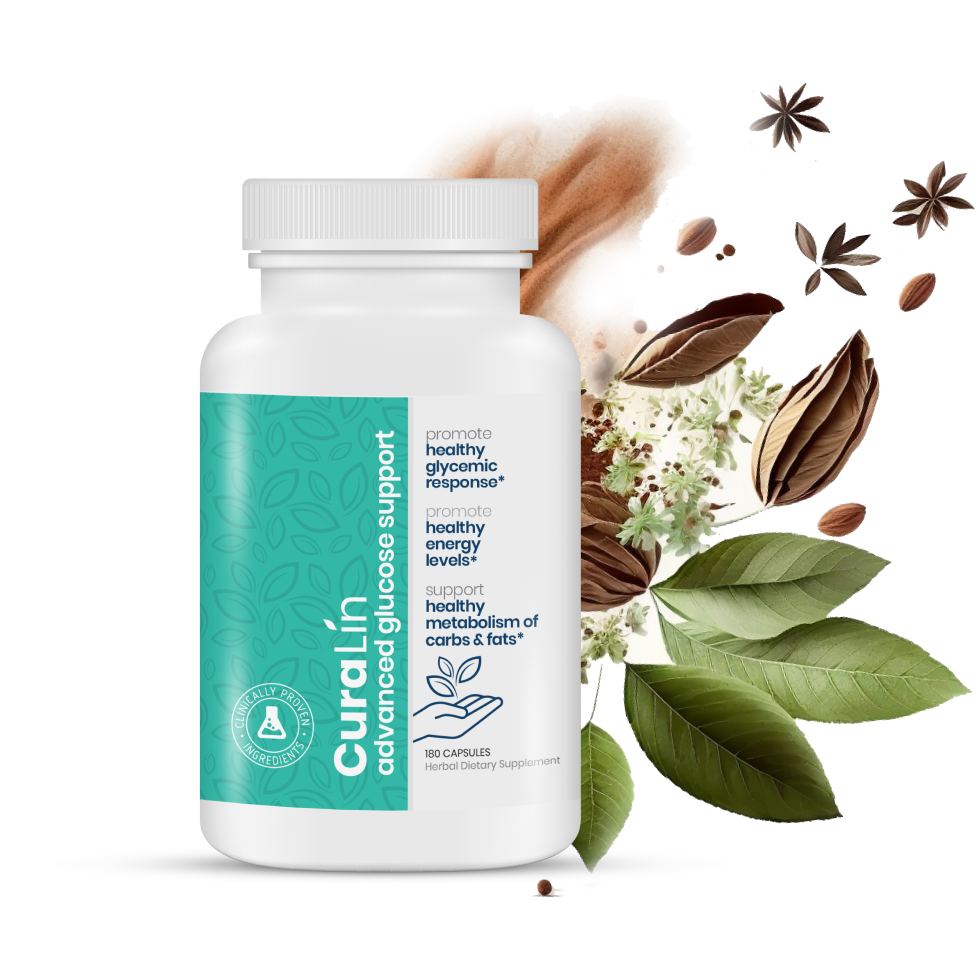 curaLin
advanced glucose support
CLINICALLY PROVEN
INGREDIENTS
promote
healthy
glycemic
response*
promote
healthy
energy
levels*
support
healthy
metabolism of
carbs & fats*
180 CAPSULES
Herbal Dietary Supplement